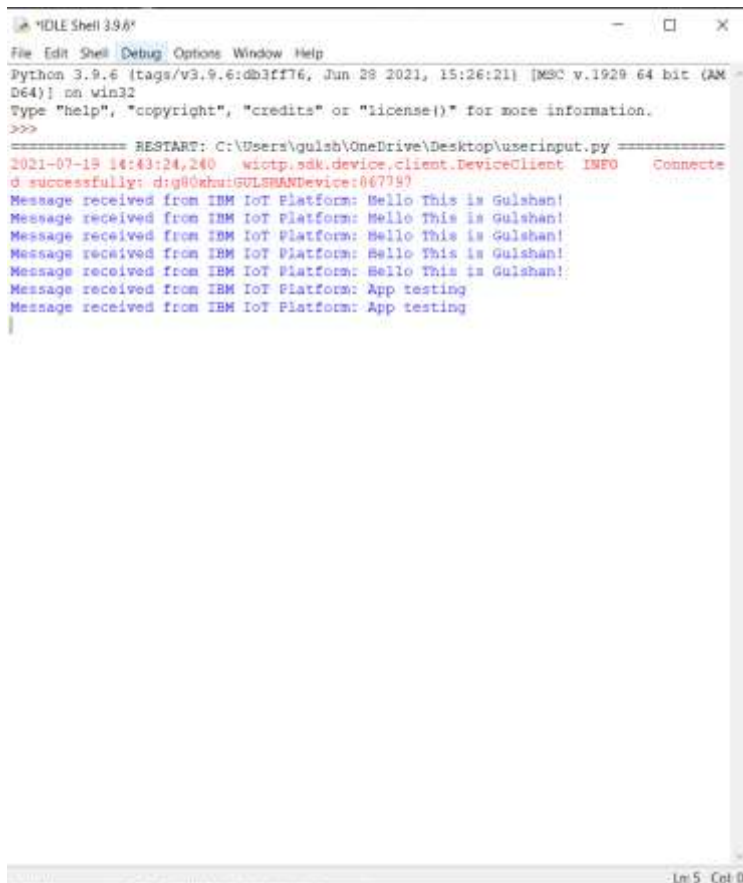 *IDLE Shell 3.9.6*
File Edit Shell Debug Options Window Help
Python 3.9.6 (tags/v3.9.6:db3ff76, Jun 28 2021, 15:26:21) [MSC v.1929 64 bit (AM
D64)] on win32
Type "help", "copyright", "credits" or "license()" for more information.
>>>
============= RESTART: C:\Users\gulsh\OneDrive\Desktop\userinput.py ============
2021-07-19 14:43:24,240 wiotp.sdk.device.client.DeviceClient INFO Connecte
d successfully:
Message received from IBM IoT Platform: Hello This is Gulshan!
Message received from IBM IoT Platform: Hello This is Gulshan!
Message received from IBM IoT Platform: Hello This is Gulshan!
Message received from IBM IoT Platform: Hello This is Gulshan!
Message received from IBM IoT Platform: Hello This is Gulshan!
Message received from IBM IoT Platform: App testing
Message received from IBM IoT Platform: App testing
Ln: 5 Col: 0